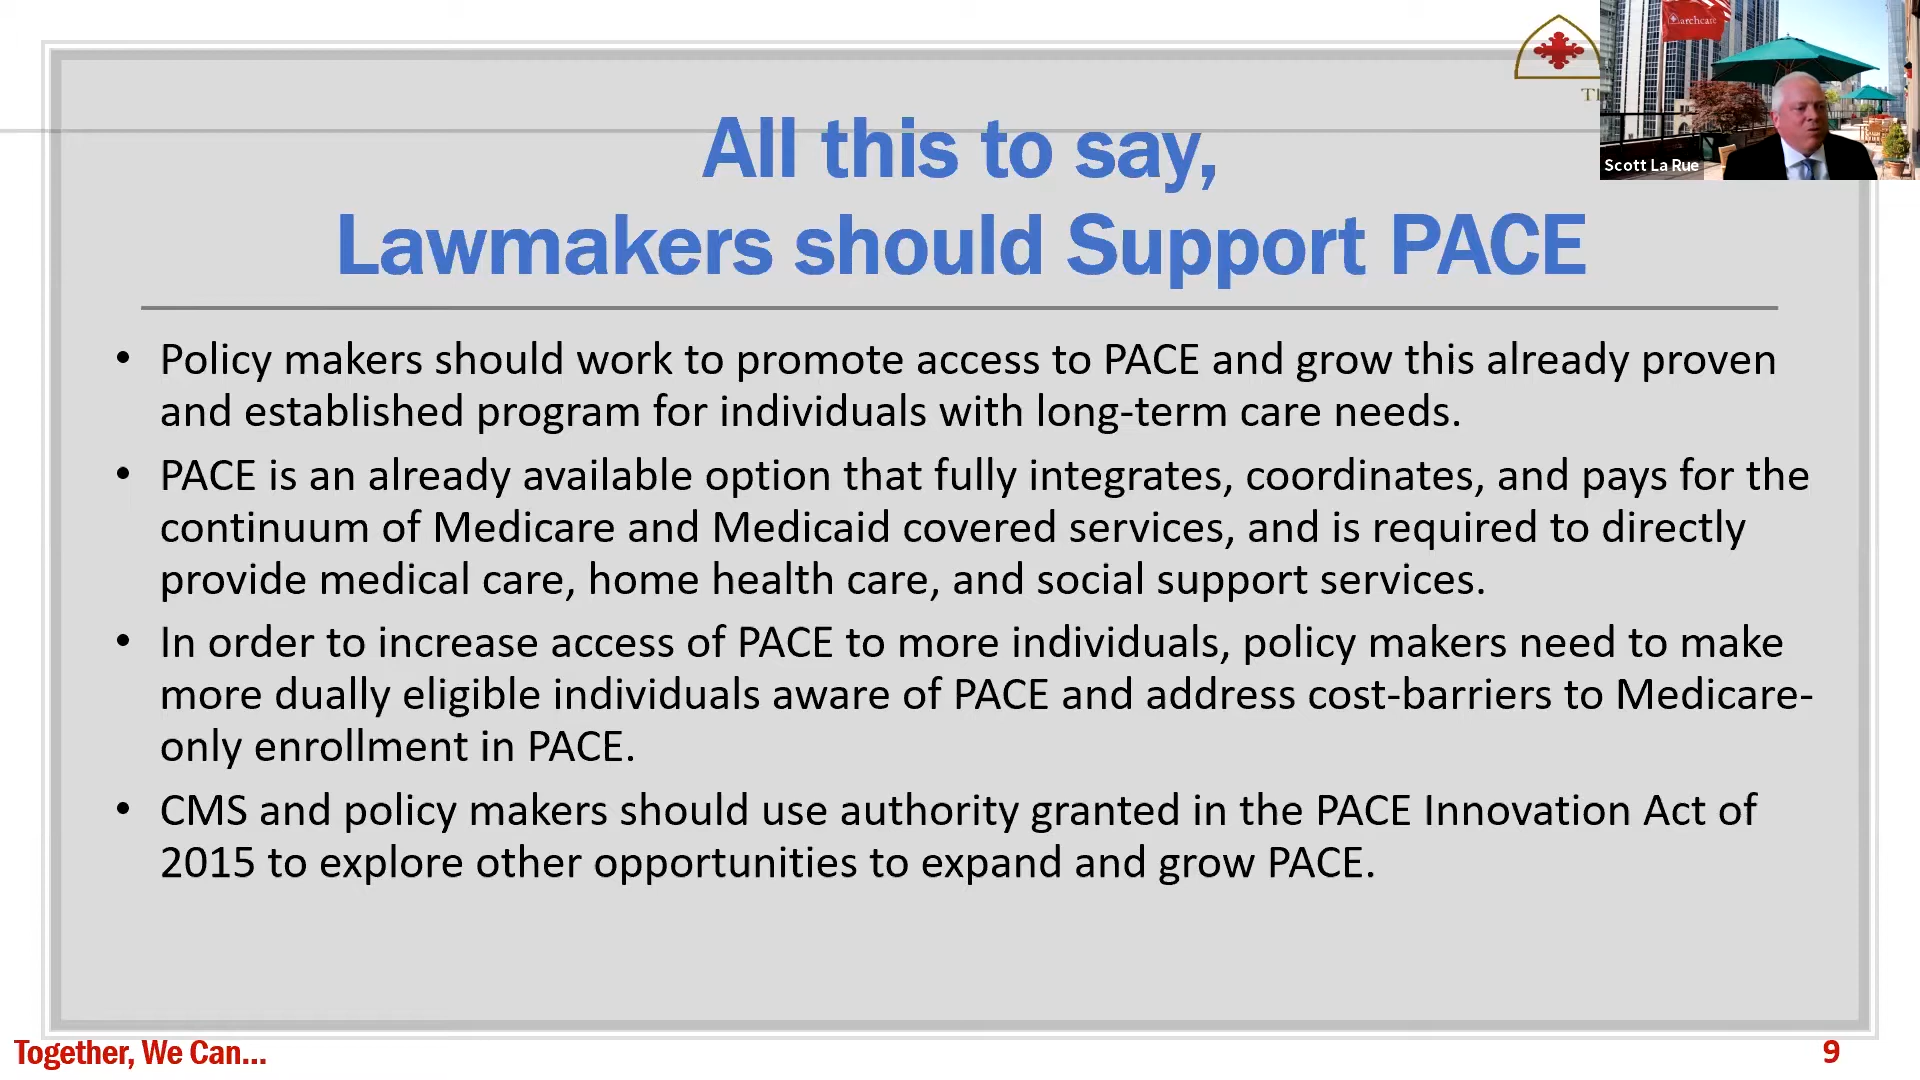 archcare
Th
Scott La Rue
All this to say,
Lawmakers should Support PACE
• Policy makers should work to promote access to PACE and grow this already proven
and established program for individuals with long-term care needs.
• PACE is an already available option that fully integrates, coordinates, and pays for the
continuum of Medicare and Medicaid covered services, and is required to directly
provide medical care, home health care, and social support services.
• In order to increase access of PACE to more individuals, policy makers need to make
more dually eligible individuals aware of PACE and address cost-barriers to Medicare-
only enrollment in PACE.
• CMS and policy makers should use authority granted in the PACE Innovation Act of
2015 to explore other opportunities to expand and grow PACE.
Together, We Can...
9